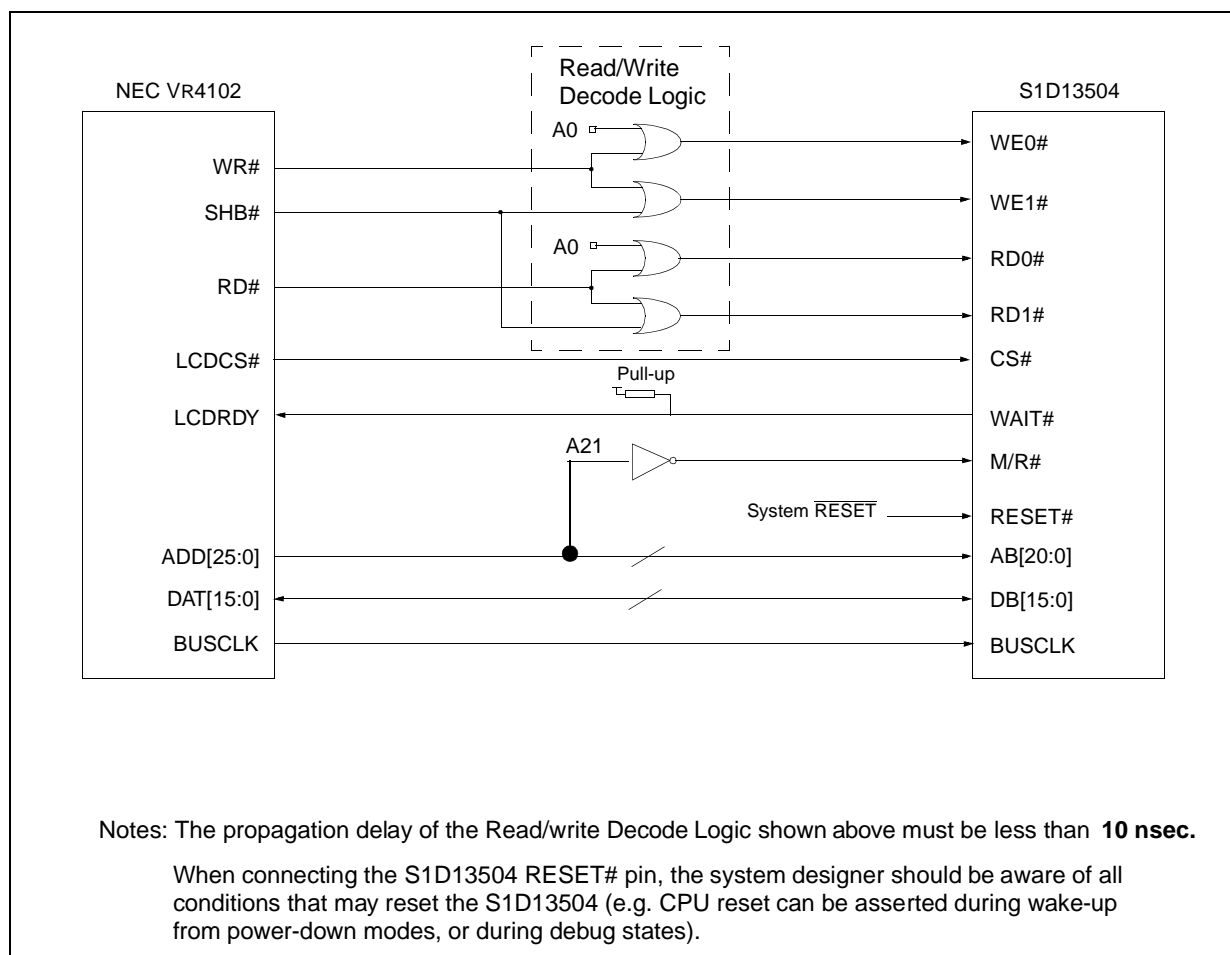 Read/Write
Decode Logic
NEC VR4102
S1D13504
A0
WE0#
WR#
WE1#
SHB#
A0
RD0#
RD#
RD1#
LCDCS#
CS#
Pull-up
LCDRDY
WAIT#
A21
M/R#
System RESET
RESET#
ADD[25:0]
AB[20:0]
DAT[15:0]
DB[15:0]
BUSCLK
BUSCLK
Notes: The propagation delay of the Read/write Decode Logic shown above must be less than 10 nsec.
When connecting the S1D13504 RESET# pin, the system designer should be aware of all
conditions that may reset the S1D13504 (e.g. CPU reset can be asserted during wake-up
from power-down modes, or during debug states).